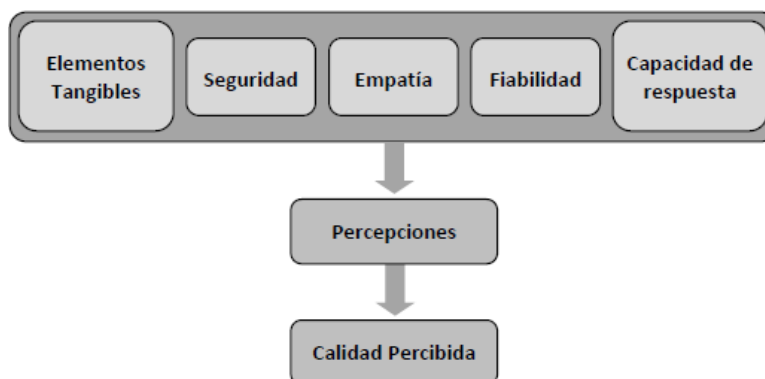 Elementos
Tangibles
Seguridad
Empatía
Fiabilidad
Capacidad de
respuesta
Percepciones
Calidad Percibida